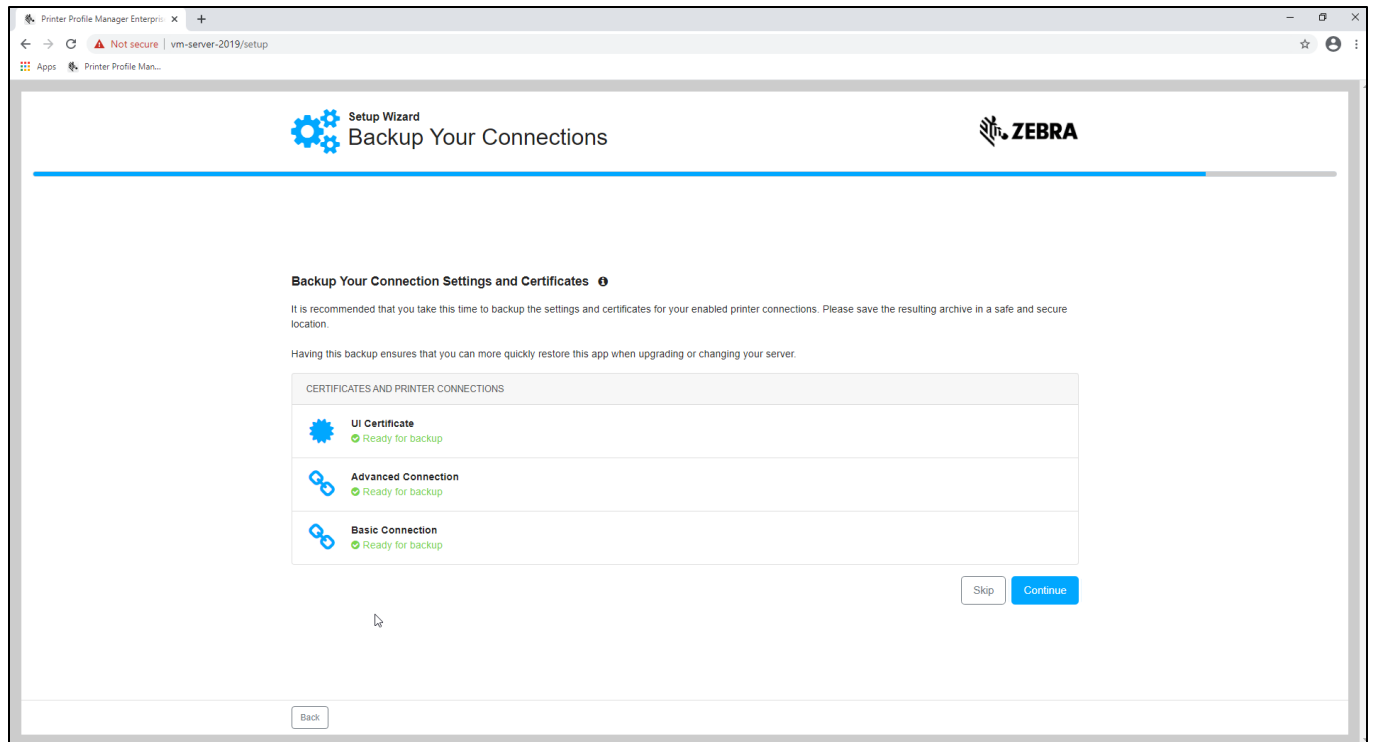 Printer Profile Manager Enterpris
Not secure | vm-server-2019/setup
Apps Printer Profile Man...
Setup Wizard
Backup Your Connections
ZEBRA
Backup Your Connection Settings and Certificates
It is recommended that you take this time to backup the settings and certificates for your enabled printer connections. Please save the resulting archive in a safe and secure
location.
Having this backup ensures that you can more quickly restore this app when upgrading or changing your server.
CERTIFICATES AND PRINTER CONNECTIONS
UI Certificate
Ready for backup
Advanced Connection
Ready for backup
Basic Connection
Ready for backup
Skip Continue
Back